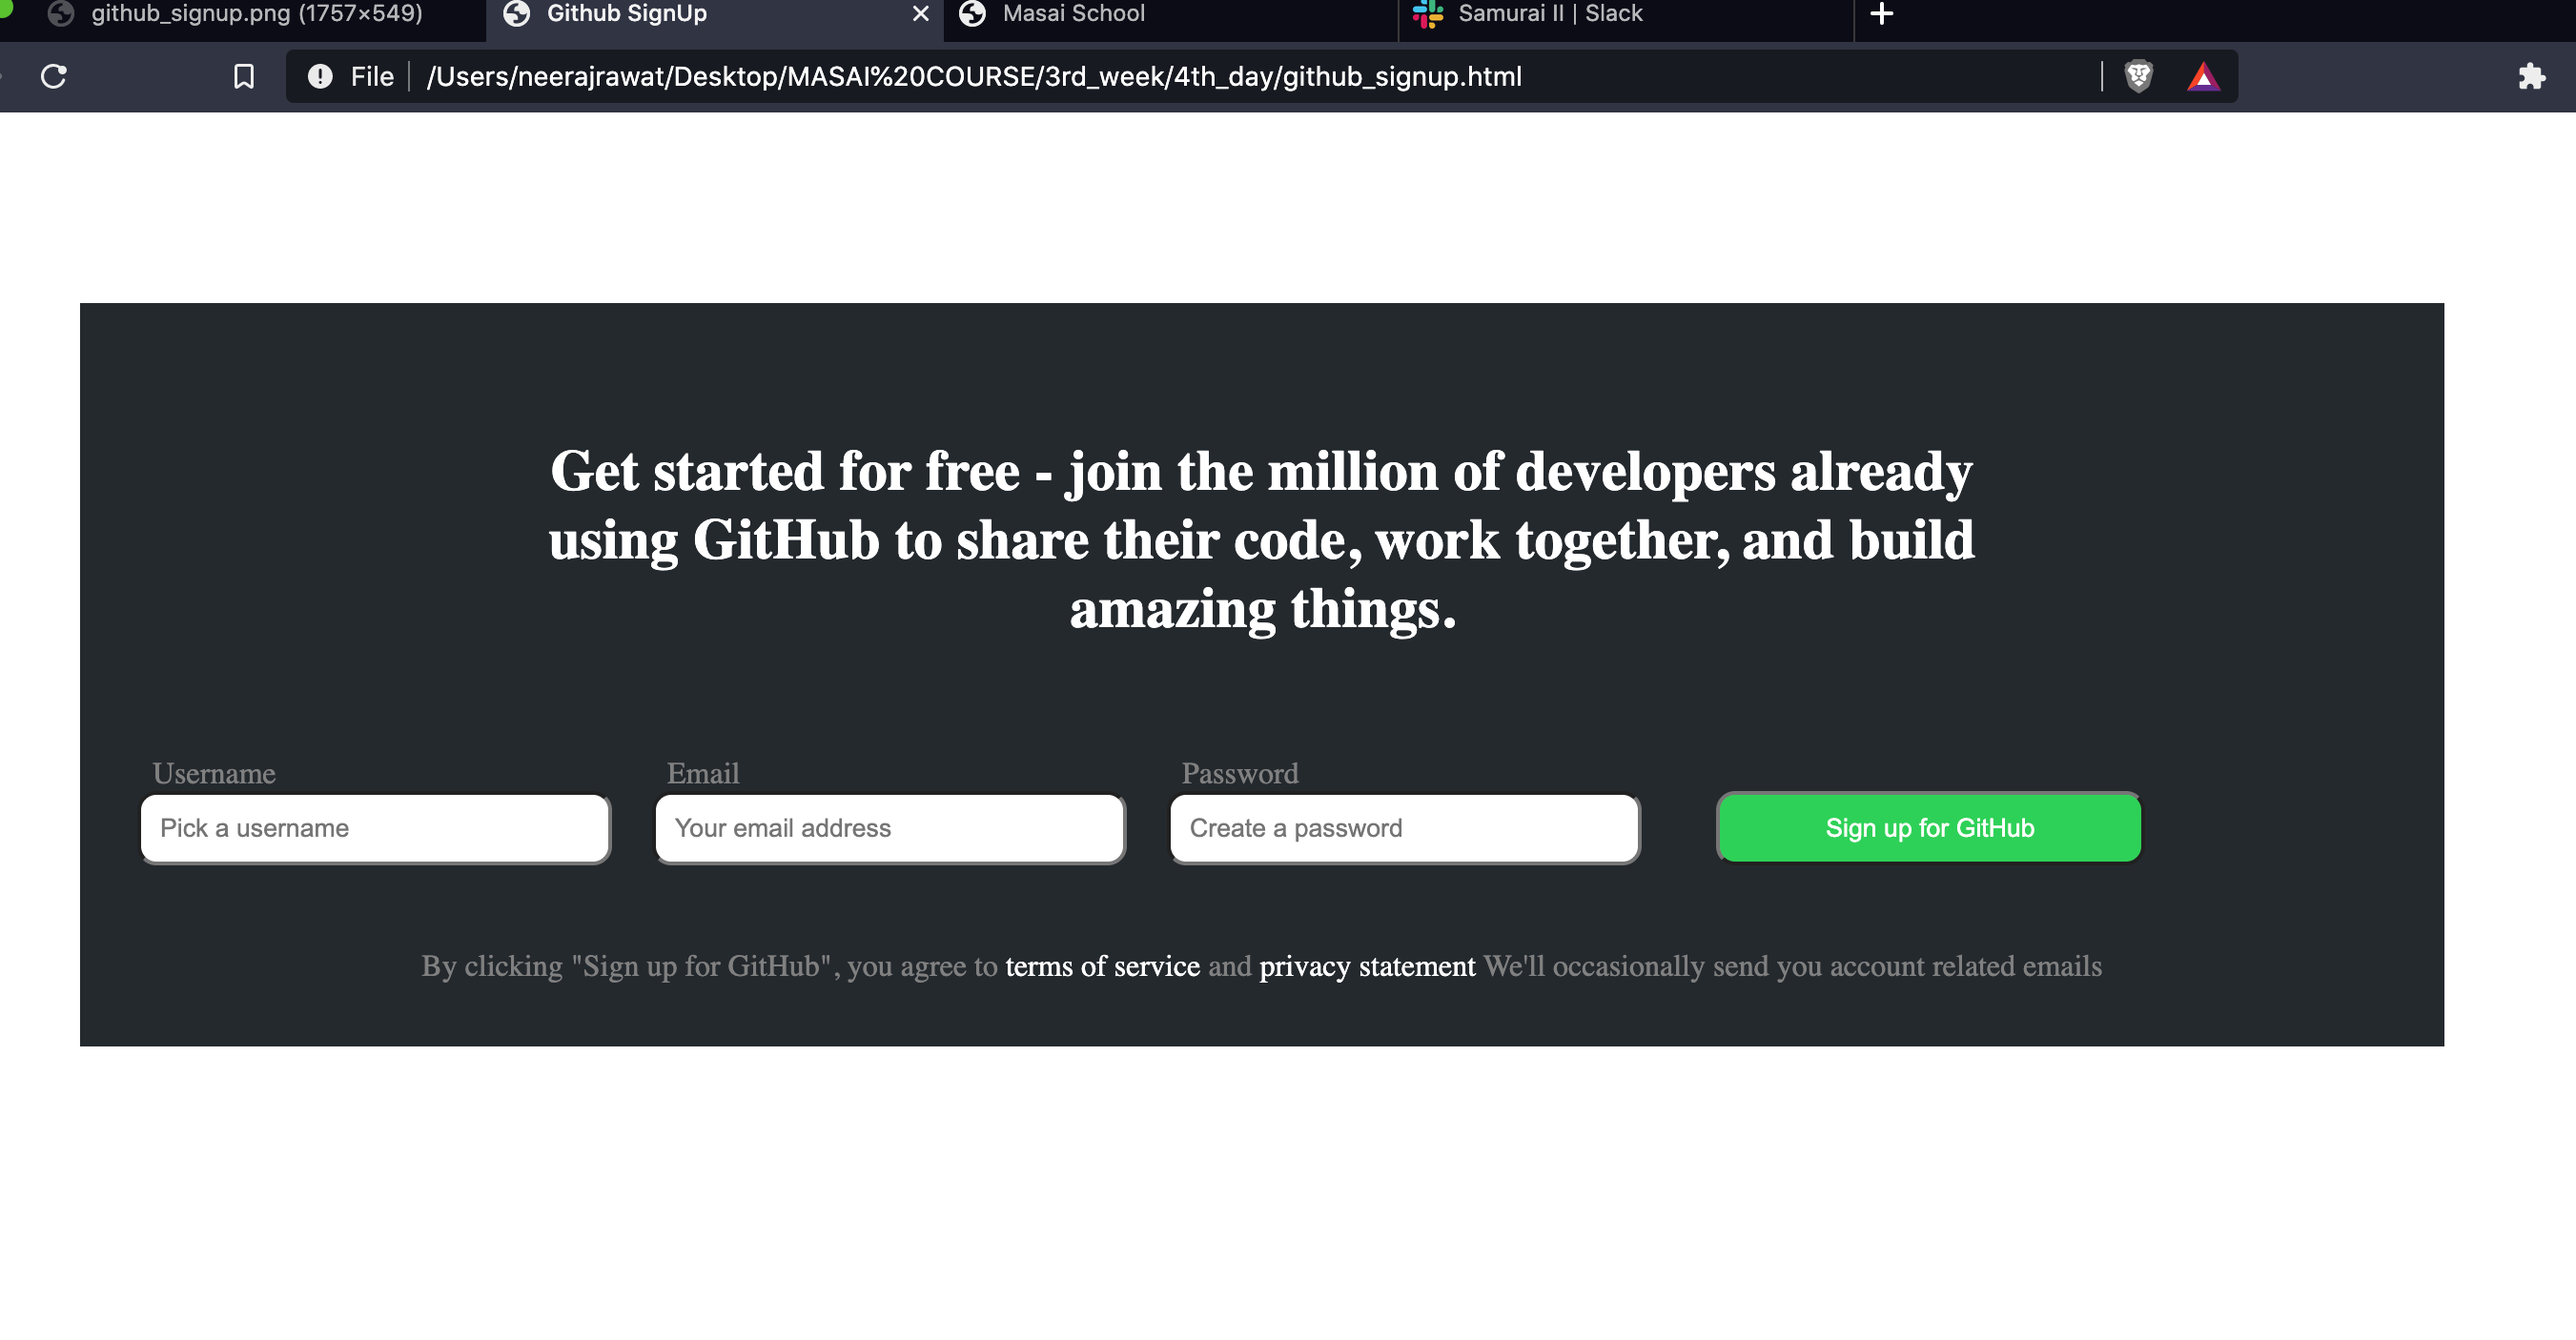 github_signup.png (1757×549)
Github SignUp
Masai School
Samurai II | Slack
File
/Users/neerajrawat/Desktop/MASAI%20COURSE/3rd_week/4th_day/github_signup.html
Get started for free - join the million of developers already
using GitHub to share their code, work together, and build
amazing things.
Username
Email
Password
Pick a username
Your email address
Create a password
Sign up for GitHub
By clicking "Sign up for GitHub", you agree to terms of service and privacy statement We'll occasionally send you account related emails